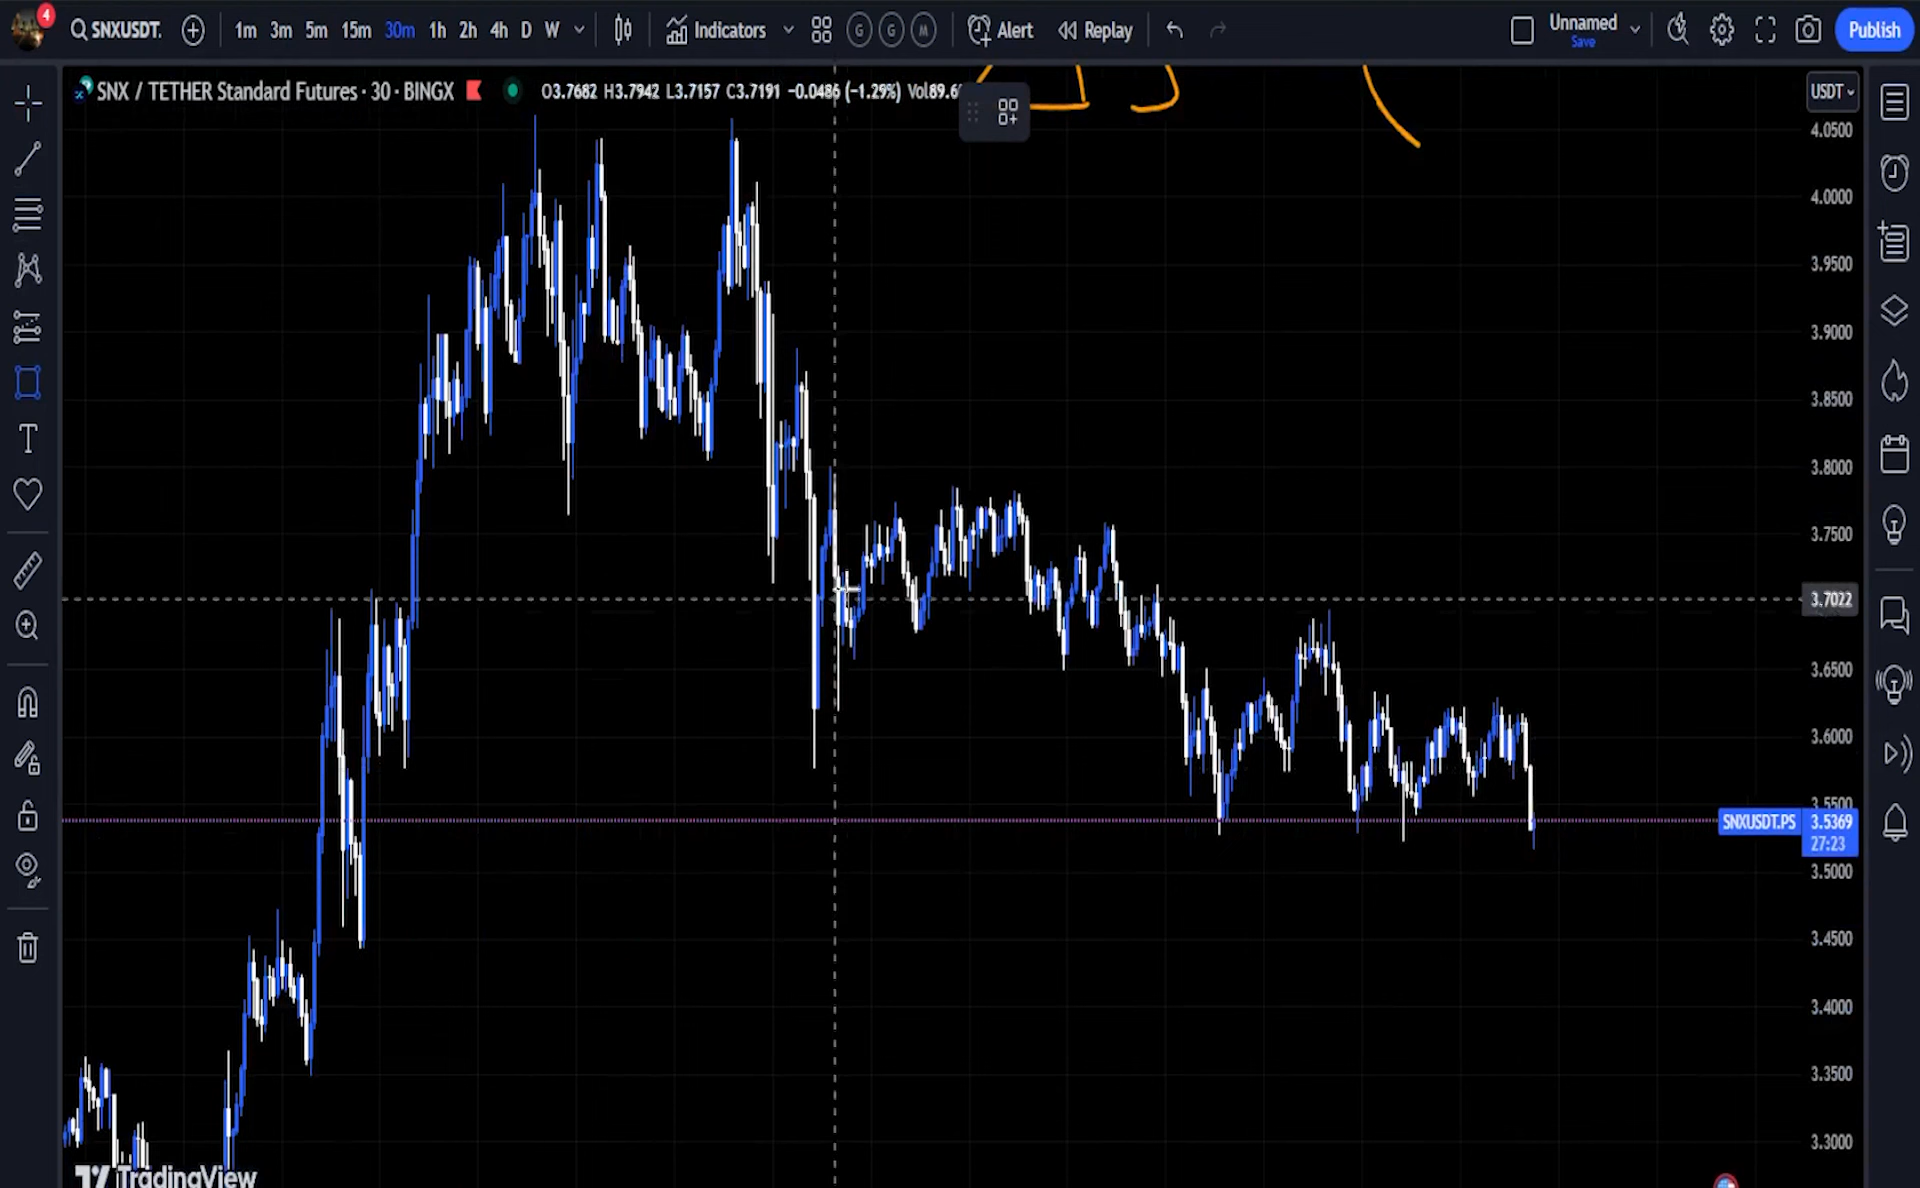 4
SNXUSDT.
1m 3m 5m 15m 30m 1h 2h 4h D W
Indicators
G G M
Alert
Replay
Unnamed
Save
Publish
SNX / TETHER Standard Futures · 30 · BINGX
O3.7682 H3.7942 L3.7157 C3.7191 −0.0486 (−1.29%)
USDT
4.0500
4.0000
3.9500
3.9000
3.8500
3.8000
3.7500
3.7022
3.6500
3.6000
3.5500
SNXUSDT.PS 3.5369
27:23
3.5000
3.4500
3.4000
3.3500
3.3000
TradingView